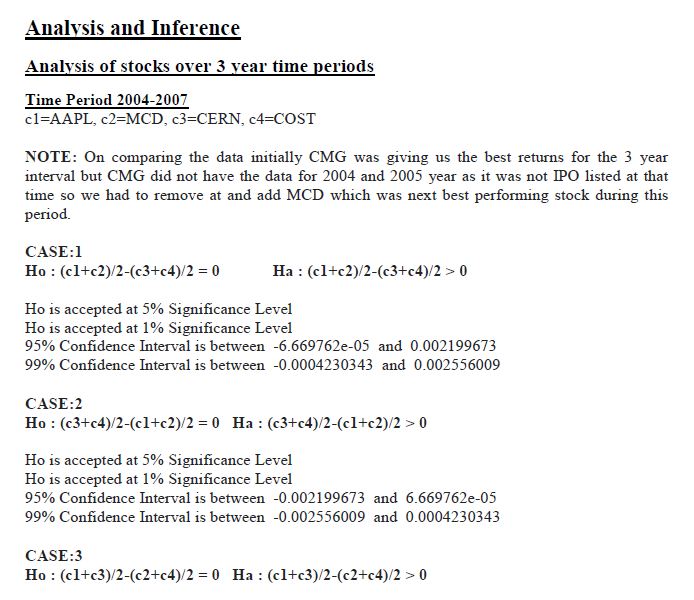 Analysis and Inference
Analysis of stocks over 3 year time periods
Time Period 2004-2007
c1=AAPL, c2=MCD, c3=CERN, c4=COST
NOTE: On comparing the data initially CMG was giving us the best returns for the 3 year
interval but CMG did not have the data for 2004 and 2005 year as it was not IPO listed at that
time so we had to remove at and add MCD which was next best performing stock during this
period.
CASE:1
Ho : (c1+c2)/2-(c3+c4)/2 = 0 Ha : (c1+c2)/2-(c3+c4)/2 > 0
Ho is accepted at 5% Significance Level
Ho is accepted at 1% Significance Level
95% Confidence Interval is between -6.669762e-05 and 0.002199673
99% Confidence Interval is between -0.0004230343 and 0.002556009
CASE:2
Ho : (c3+c4)/2-(c1+c2)/2 = 0 Ha : (c3+c4)/2-(c1+c2)/2 > 0
Ho is accepted at 5% Significance Level
Ho is accepted at 1% Significance Level
95% Confidence Interval is between -0.002199673 and 6.669762e-05
99% Confidence Interval is between -0.002556009 and 0.0004230343
CASE:3
Ho : (c1+c3)/2-(c2+c4)/2 = 0 Ha : (c1+c3)/2-(c2+c4)/2 > 0